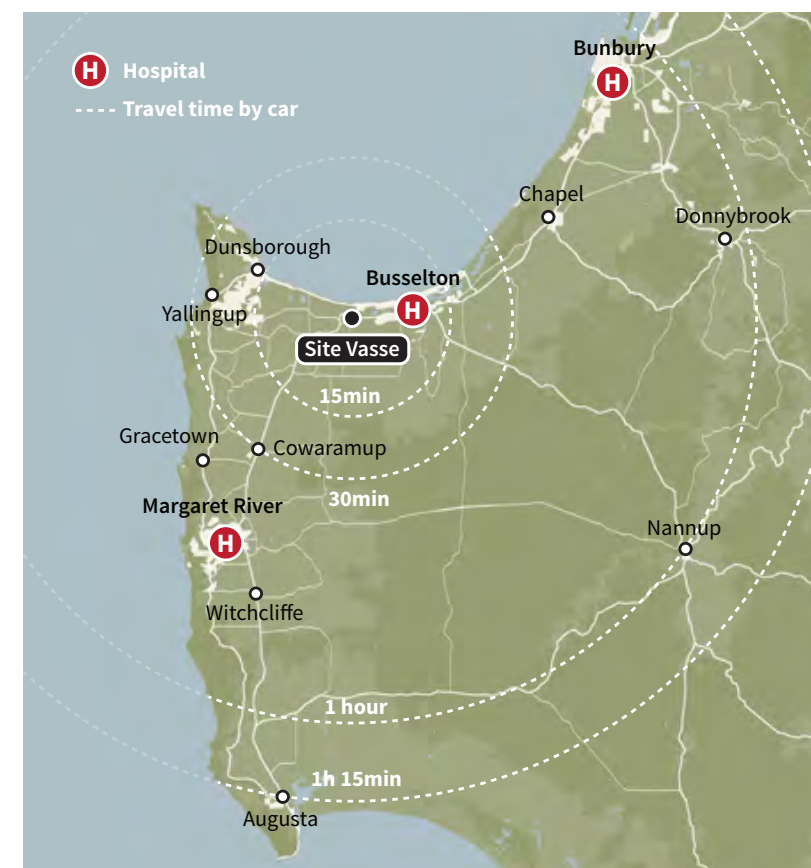 H Hospital
Travel time by car
Bunbury
H
Chapel
Donnybrook
Dunsborough
Busselton
H
Yallingup
Site Vasse
15min
Gracetown
Cowaramup
30min
Margaret River
H
Nannup
Witchcliffe
1 hour
1h 15min
Augusta